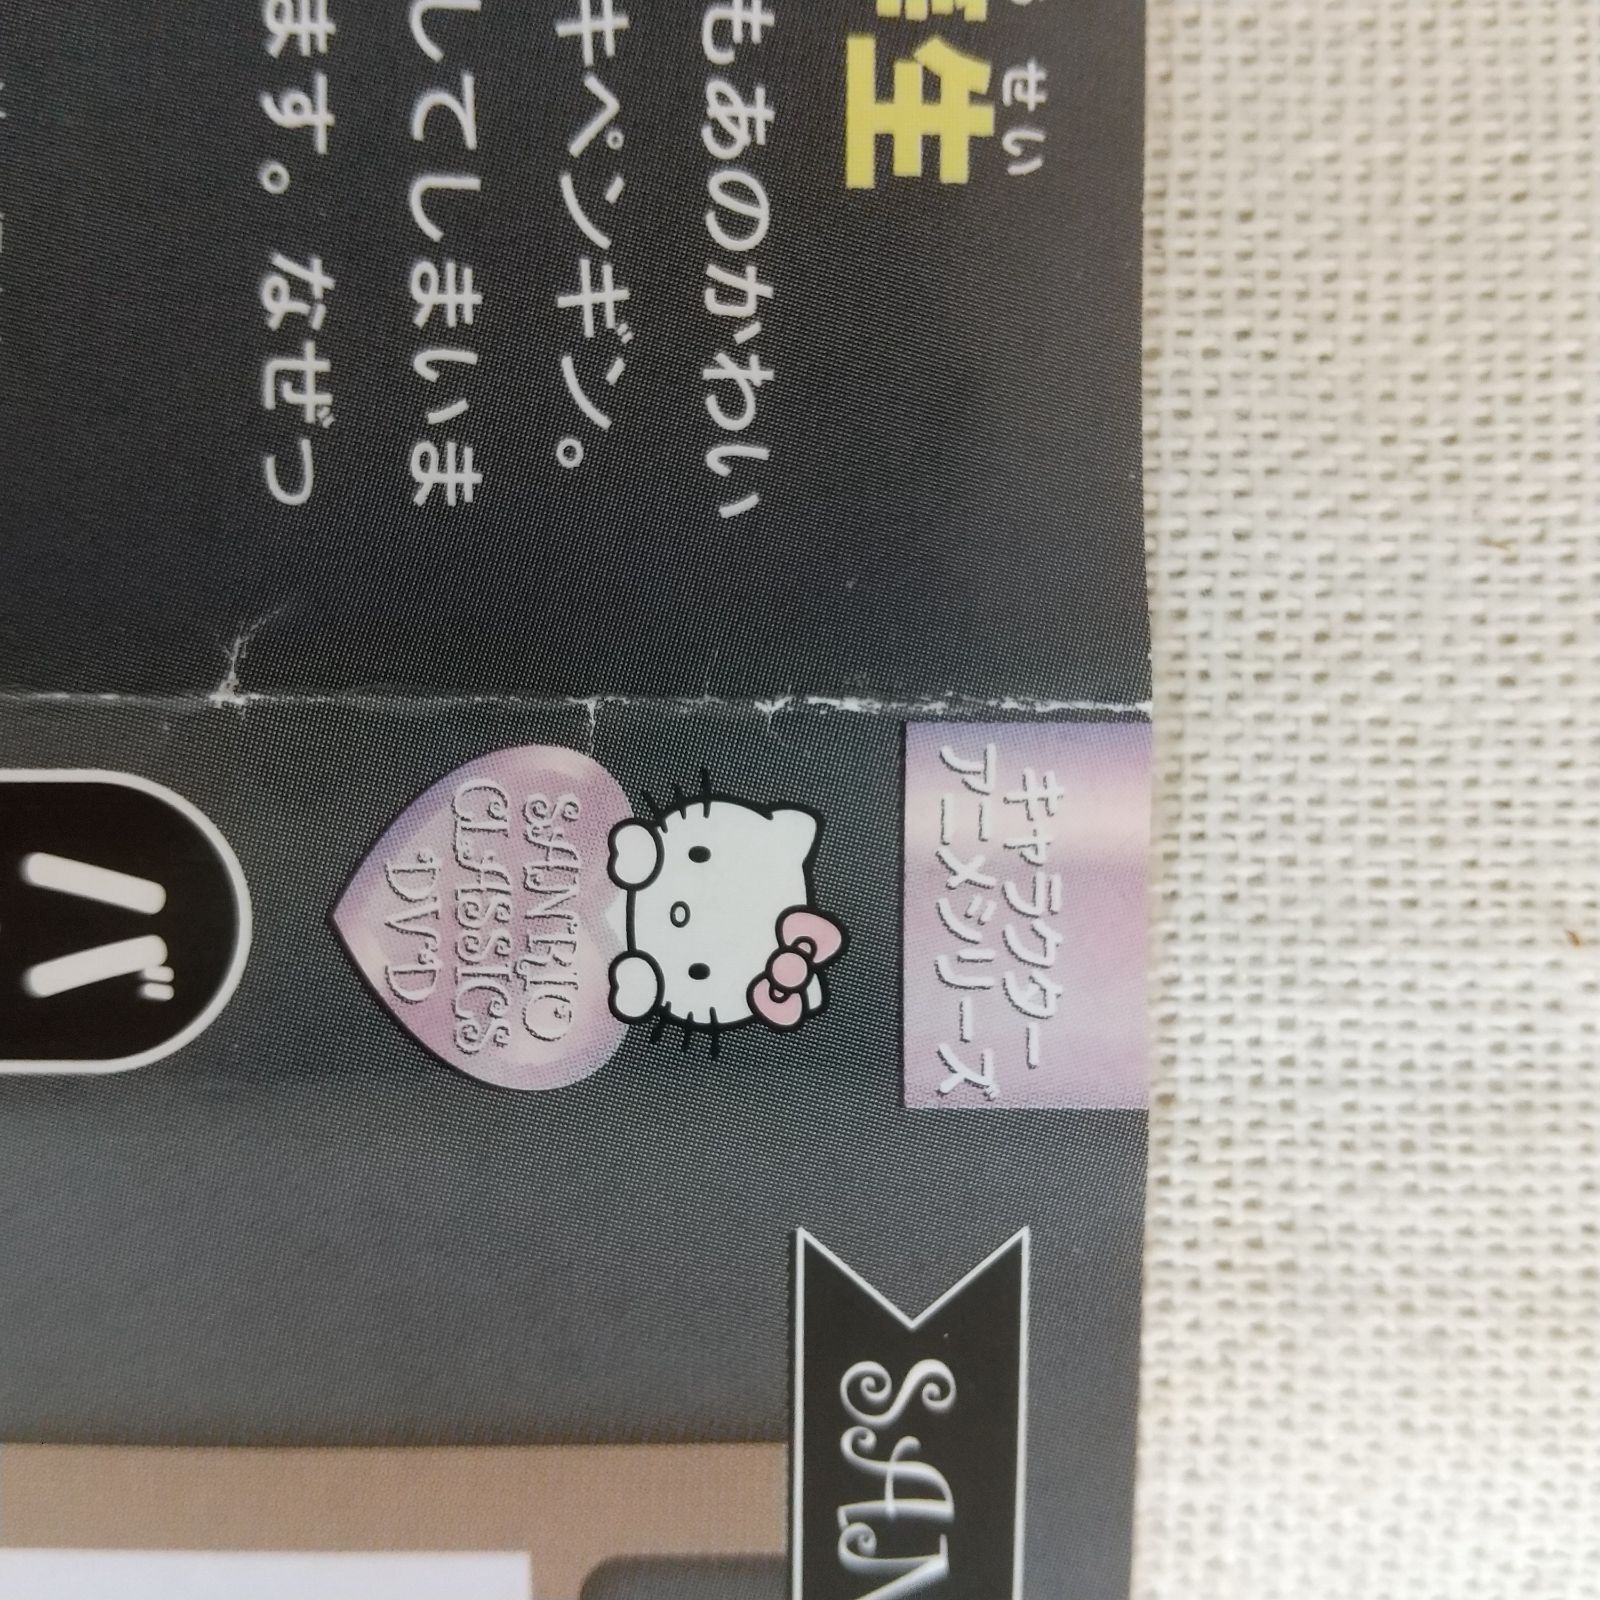 せい
生
もあのかわい
キペンギン。
してしまいま
ます。なぜっ
キャラクター
アニメシリーズ
SANRIO
CLASSICS
DVD
バ
SAN